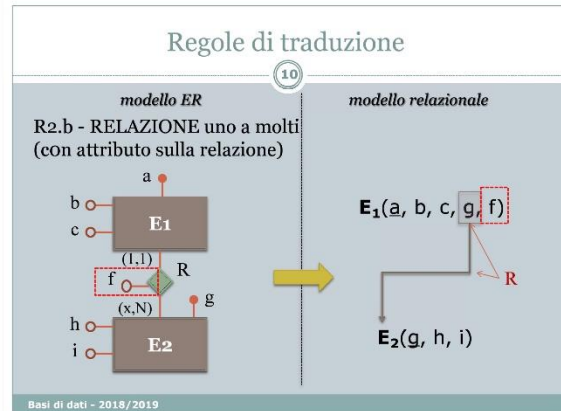 Regole di traduzione
10
modello ER
modello relazionale
R2.b - RELAZIONE uno a molti
(con attributo sulla relazione)
a
b
c
E1
(1,1)
R
f
(x,N)
g
h
i
E2
E1(a, b, c, g, f)
R
E2(g, h, i)
Basi di dati - 2018/2019